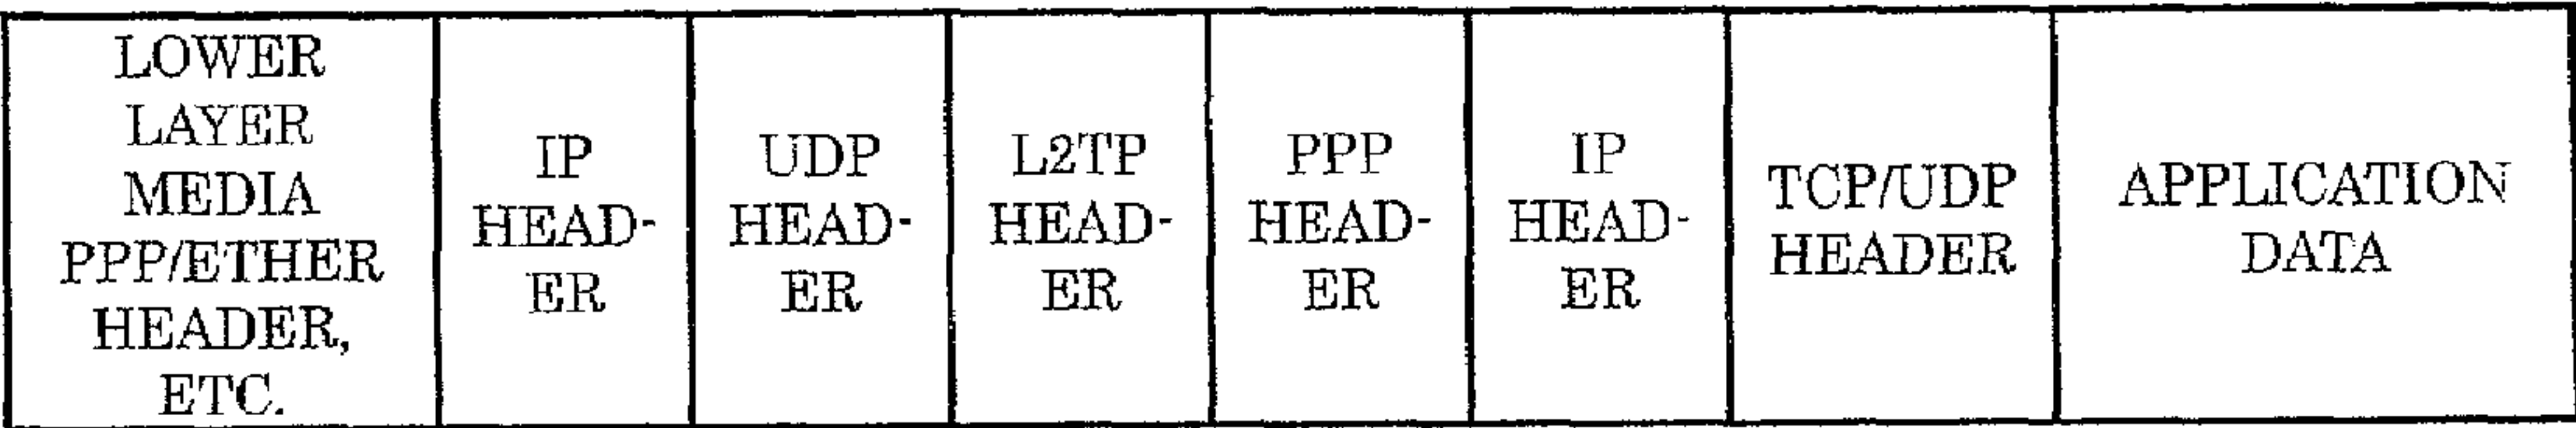 LOWER
LAYER
MEDIA
PPP/ETHER
HEADER,
ETC.
IP
HEAD-
ER
UDP
HEAD-
ER
L2TP
HEAD-
ER
PPP
HEAD-
ER
IP
HEAD-
ER
TCP/UDP
HEADER
APPLICATION
DATA